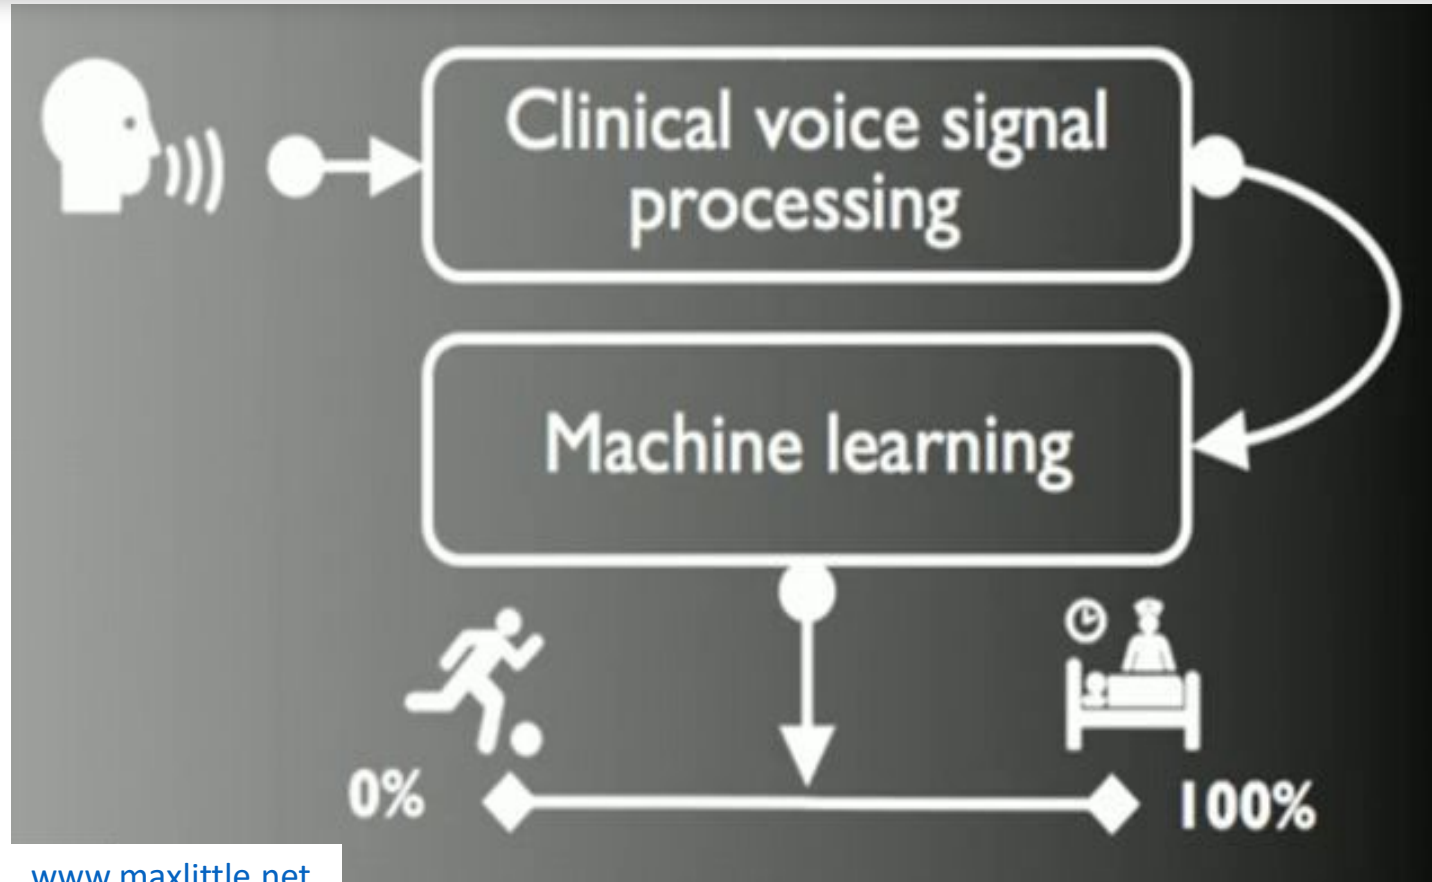 Clinical voice signal
processing
Machine learning
0%
100%
www.maxlittle.net